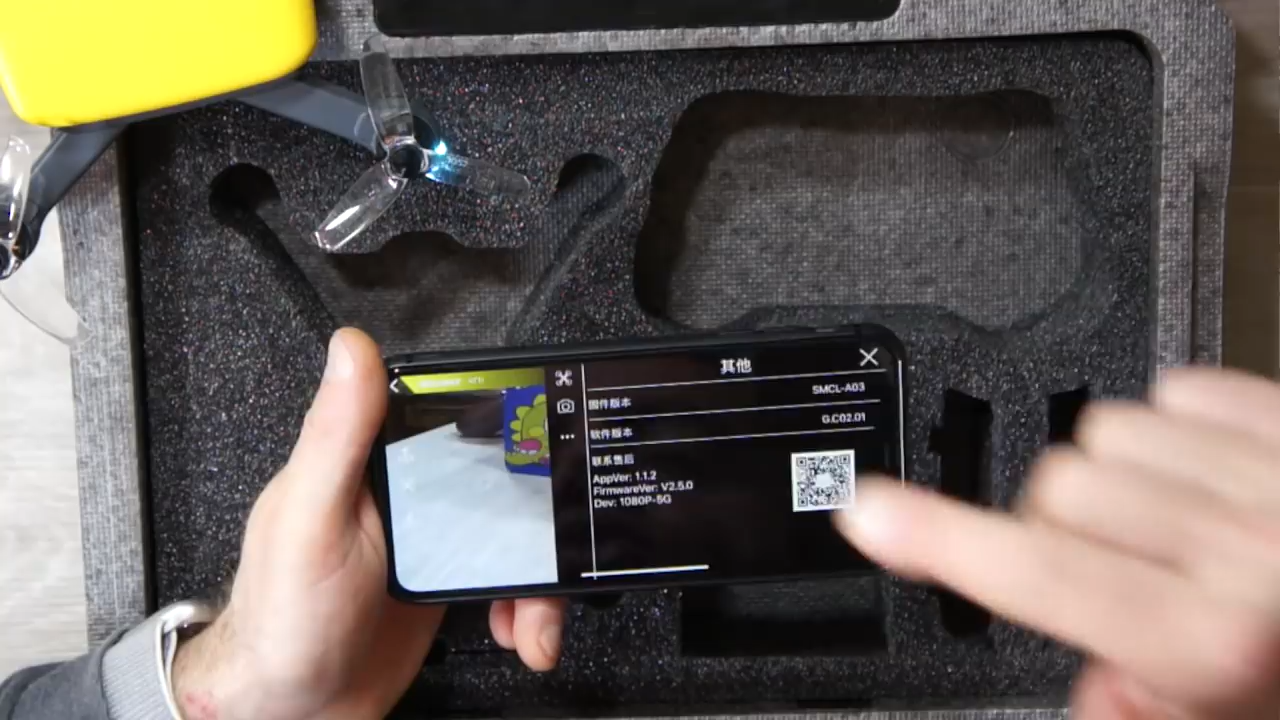 其他
固件版本 SMCL-A03
软件版本 G.C02.01
联系售后
AppVer: 1.1.2
FirmwareVer: V2.5.0
Dev: 1080P-5G